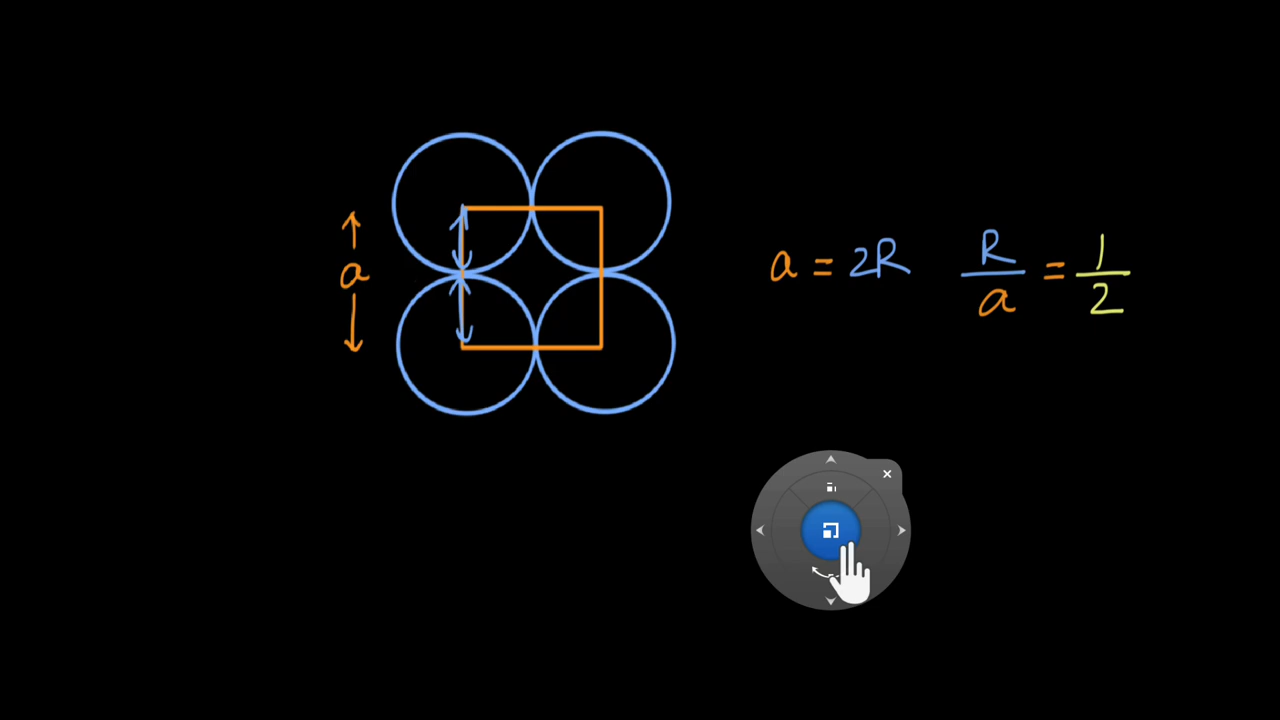 a
a = 2R
R/a = 1/2